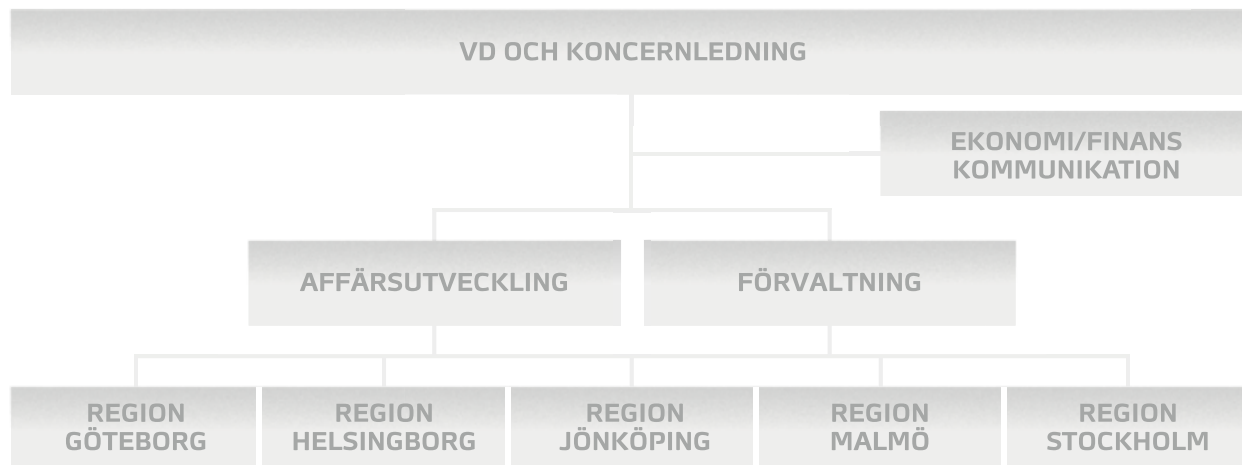 VD OCH KONCERNLEDNING
EKONOMI/FINANS
KOMMUNIKATION
AFFÄRSUTVECKLING
FÖRVALTNING
REGION
GÖTEBORG
REGION
HELSINGBORG
REGION
JÖNKÖPING
REGION
MALMÖ
REGION
STOCKHOLM